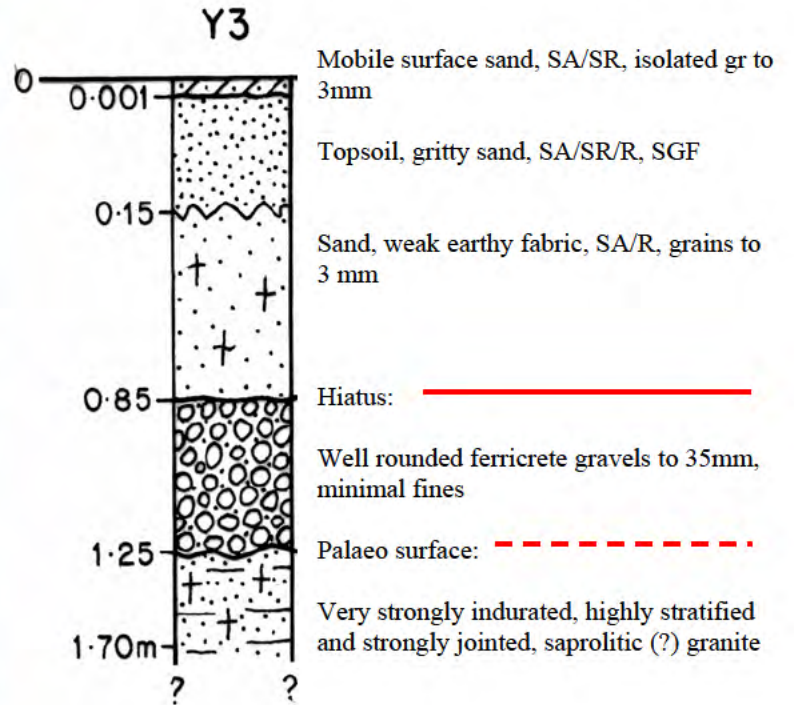 Y3
0
Mobile surface sand, SA/SR, isolated gr to
3mm
0·001
Topsoil, gritty sand, SA/SR/R, SGF
0·15
Sand, weak earthy fabric, SA/R, grains to
3 mm
0·85
Hiatus:
Well rounded ferricrete gravels to 35mm,
minimal fines
1·25
Palaeo surface:
Very strongly indurated, highly stratified
and strongly jointed, saprolitic (?) granite
1·70m
? ?